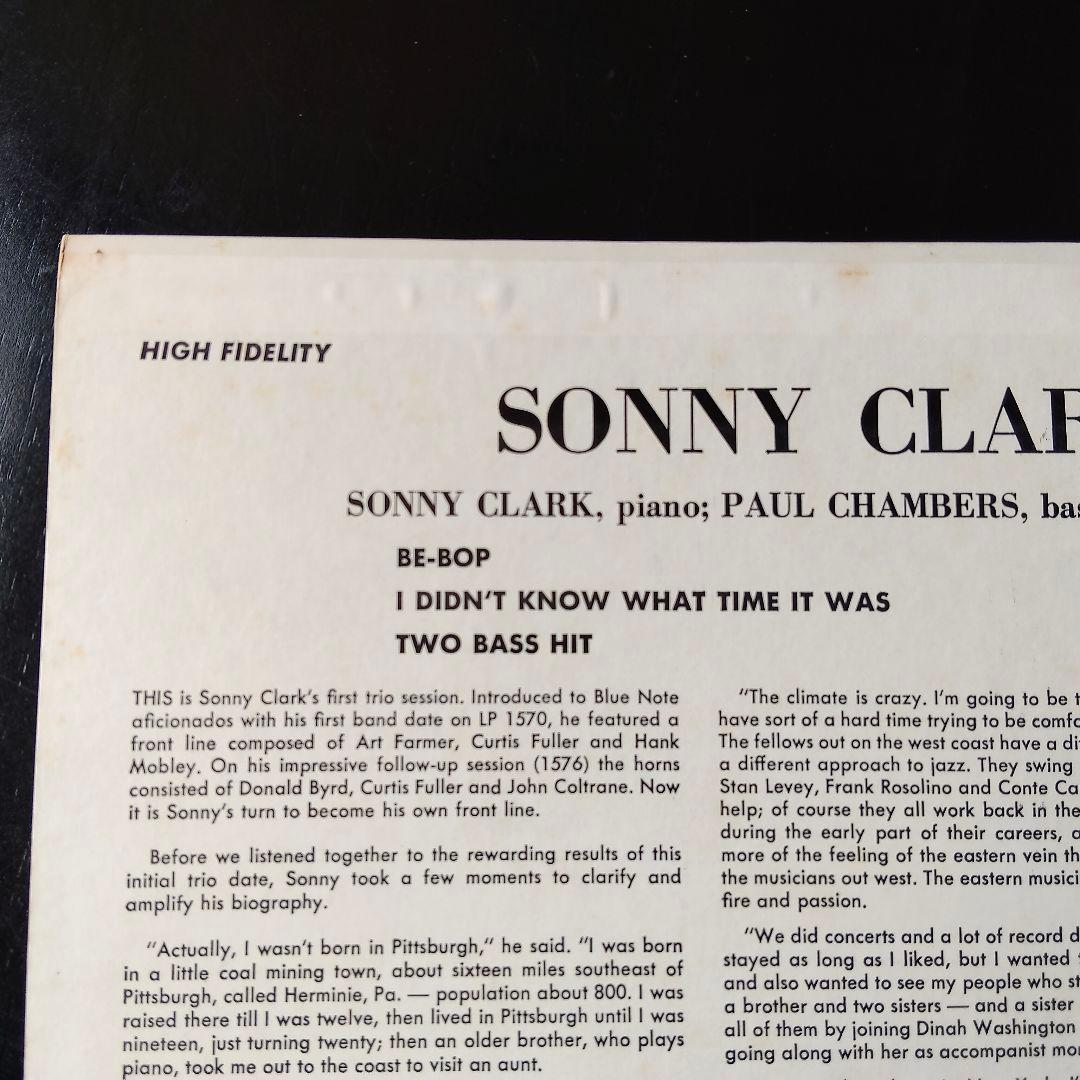 HIGH FIDELITY
SONNY CLAR
SONNY CLARK, piano; PAUL CHAMBERS, bas
BE-BOP
I DIDN'T KNOW WHAT TIME IT WAS
TWO BASS HIT
THIS is Sonny Clark's first trio session. Introduced to Blue Note
aficionados with his first band date on LP 1570, he featured a
front line composed of Art Farmer, Curtis Fuller and Hank
Mobley. On his impressive follow-up session (1576) the horns
consisted of Donald Byrd, Curtis Fuller and John Coltrane. Now
it is Sonny's turn to become his own front line.
Before we listened together to the rewarding results of this
initial trio date, Sonny took a few moments to clarify and
amplify his biography.
"Actually, I wasn't born in Pittsburgh," he said. "I was born
in a little coal mining town, about sixteen miles southeast of
Pittsburgh, called Herminie, Pa. — population about 800. I was
raised there till I was twelve, then lived in Pittsburgh until I was
nineteen, just turning twenty; then an older brother, who plays
piano, took me out to the coast to visit an aunt.
"The climate is crazy. I'm going to be t
have sort of a hard time trying to be comfo
The fellows out on the west coast have a di
a different approach to jazz. They swing
Stan Levey, Frank Rosolino and Conte Ca
help; of course they all work back in the
during the early part of their careers, a
more of the feeling of the eastern vein th
the musicians out west. The eastern musici
fire and passion.
"We did concerts and a lot of record d
stayed as long as I liked, but I wanted t
and also wanted to see my people who st
a brother and two sisters — and a sister
all of them by joining Dinah Washington
going along with her as accompanist mo